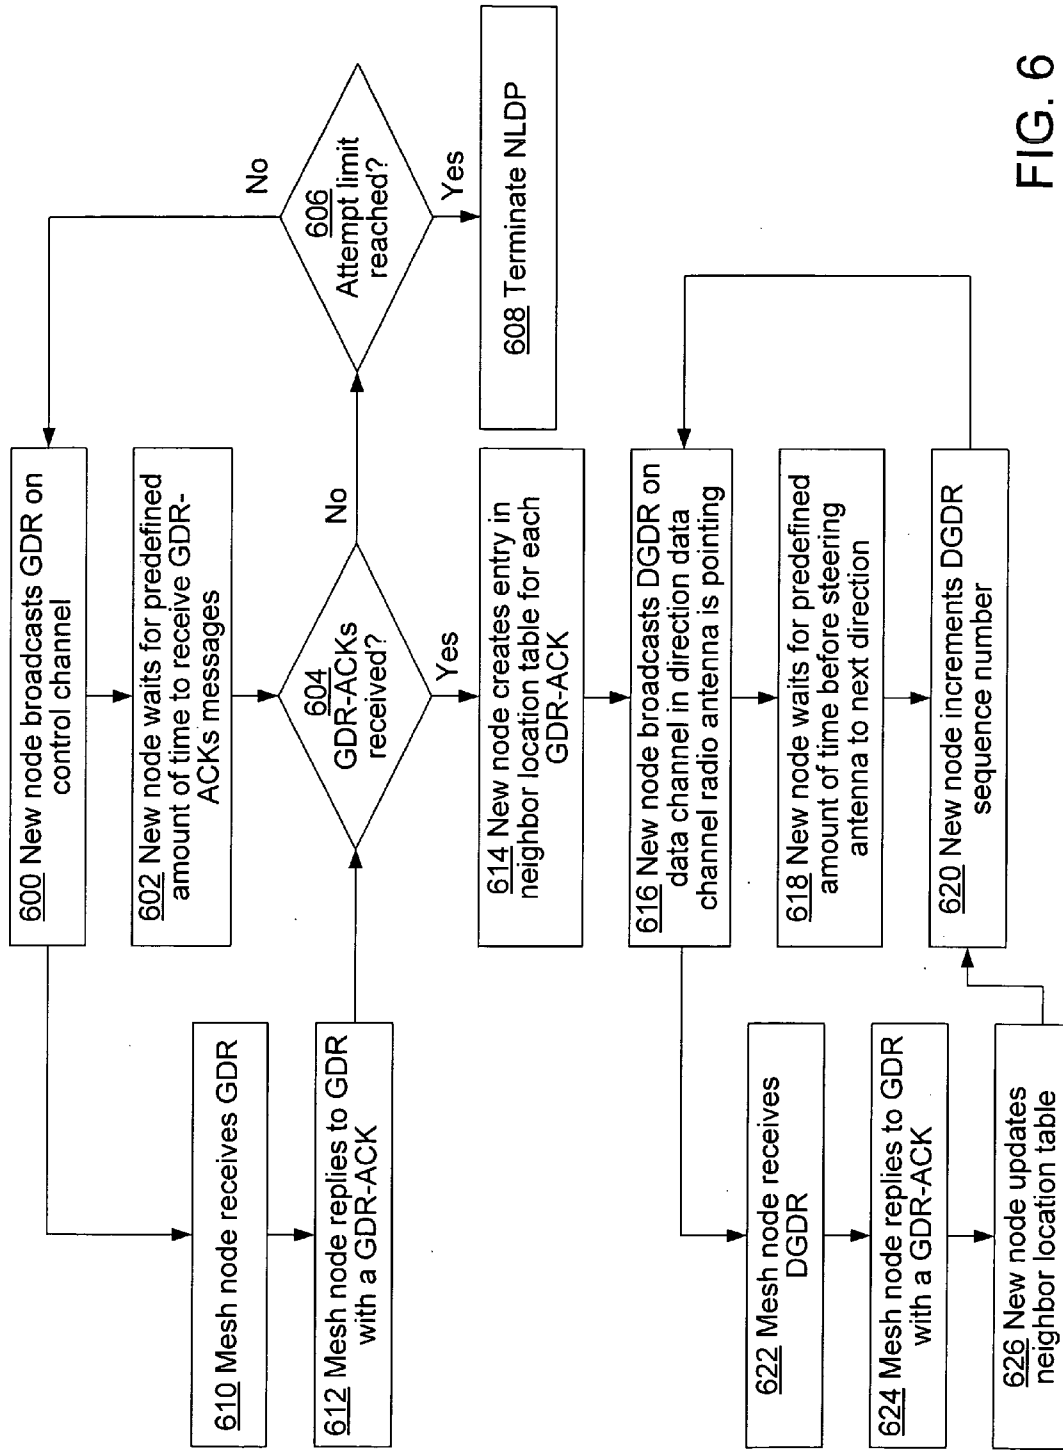 600 New node broadcasts GDR on
control channel
602 New node waits for predefined
amount of time to receive GDR-
ACKs messages
604
GDR-ACKs
received?
No
Yes
606
Attempt limit
reached?
No
Yes
608 Terminate NLDP
610 Mesh node receives GDR
612 Mesh node replies to GDR
with a GDR-ACK
614 New node creates entry in
neighbor location table for each
GDR-ACK
616 New node broadcasts DGDR on
data channel in direction data
channel radio antenna is pointing
618 New node waits for predefined
amount of time before steering
antenna to next direction
620 New node increments DGDR
sequence number
622 Mesh node receives
DGDR
624 Mesh node replies to GDR
with a GDR-ACK
626 New node updates
neighbor location table
FIG. 6